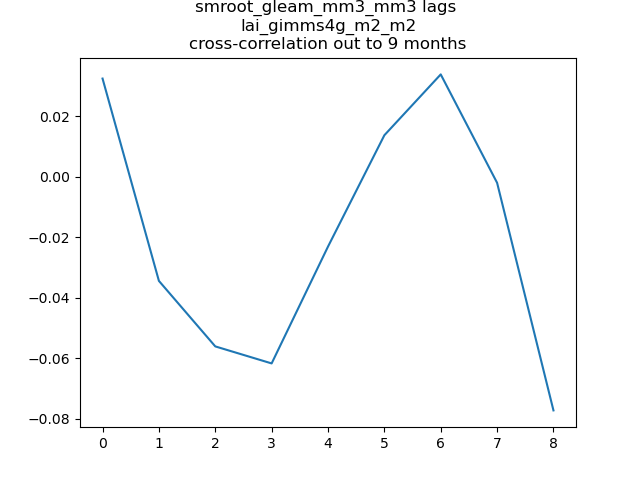 smroot_gleam_mm3_mm3 lags
lai_gimms4g_m2_m2
cross-correlation out to 9 months
0.02
0.00
−0.02
−0.04
−0.06
−0.08
0 1 2 3 4 5 6 7 8